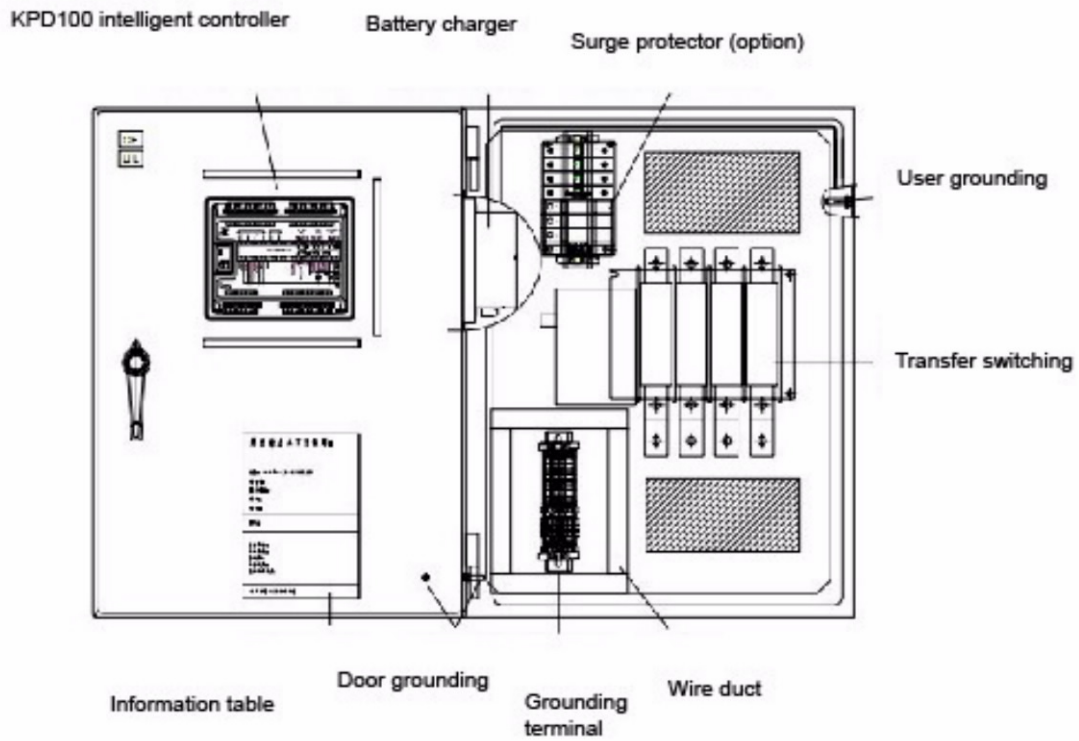 KPD100 intelligent controller
Battery charger
Surge protector (option)
User grounding
Transfer switching
Door grounding
Wire duct
Information table
Grounding
terminal